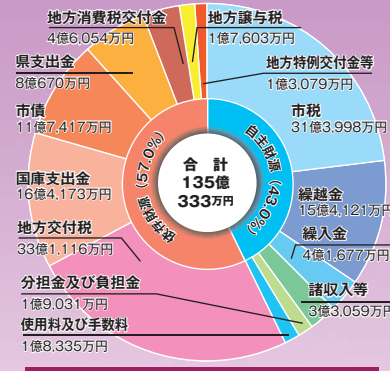 地方消費税交付金
4億6,054万円
地方譲与税
1億7,603万円
県支出金
8億670万円
地方特例交付金等
1億3,079万円
市債
11億7,417万円
市税
31億3,998万円
国庫支出金
16億4,173万円
依存財源(57.0%)
自主財源(43.0%)
合計
135億
333万円
繰越金
15億4,121万円
地方交付税
33億1,116万円
繰入金
4億1,677万円
分担金及び負担金
1億9,031万円
諸収入等
3億3,059万円
使用料及び手数料
1億8,335万円